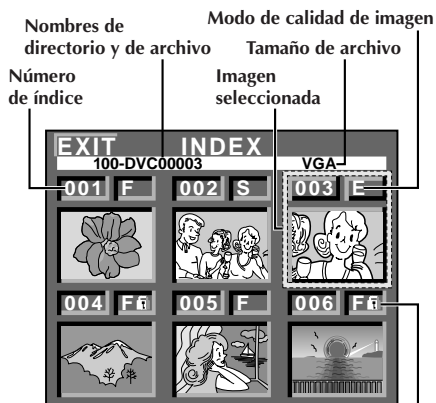 Modo de calidad de imagen
Nombres de
directorio y de archivo
Tamaño de archivo
Número
de índice
Imagen
seleccionada
EXIT INDEX
100-DVC00003 VGA
001 F 002 S 003 E
004 F 005 F 006 F